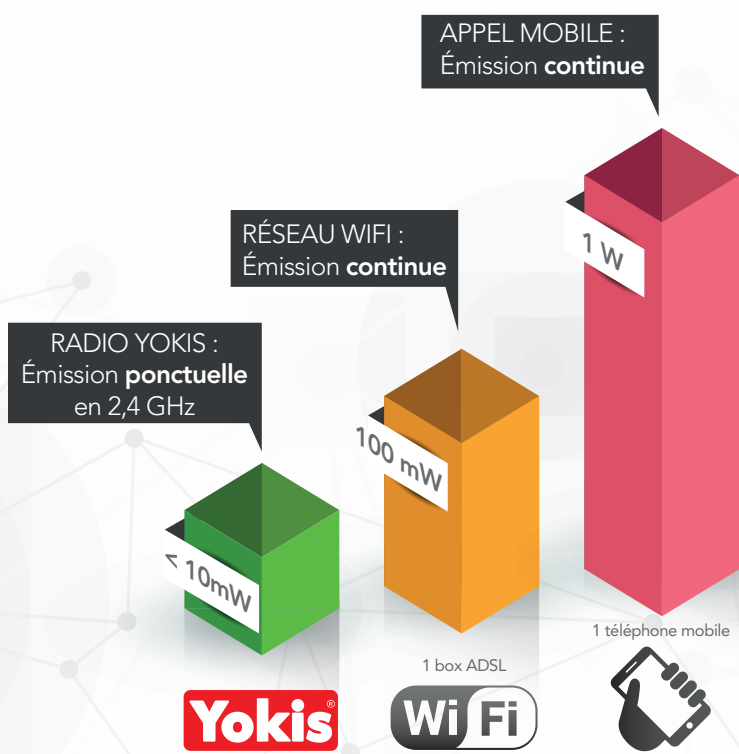 APPEL MOBILE :
Émission continue
RÉSEAU WIFI :
Émission continue
RADIO YOKIS :
Émission ponctuelle
en 2,4 GHz
1 W
100 mW
< 10mW
1 téléphone mobile
1 box ADSL
Yokis®
Wi Fi